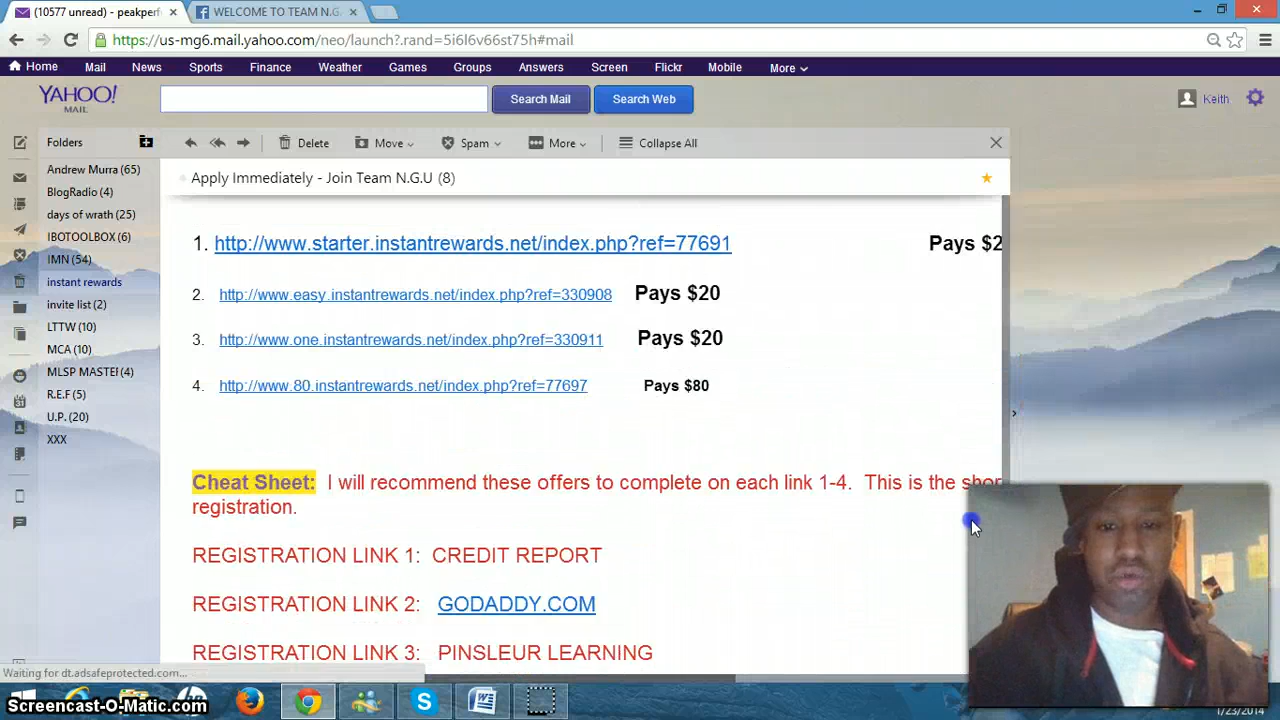 (10577 unread) - peakperf
WELCOME TO TEAM N.G.
https://us-mg6.mail.yahoo.com/neo/launch?.rand=5i6l6v66st75h#mail
Home Mail News Sports Finance Weather Games Groups Answers Screen Flickr Mobile More
YAHOO!
MAIL
Search Mail Search Web Keith
Folders Delete Move Spam More Collapse All
Apply Immediately - Join Team N.G.U (8)
Andrew Murra (65)
BlogRadio (4)
days of wrath (25)
IBOTOOLBOX (6)
IMN (54)
instant rewards
invite list (2)
LTTW (10)
MCA (10)
MLSP MASTER (4)
R.E.F (5)
U.P. (20)
XXX
1. http://www.starter.instantrewards.net/index.php?ref=77691 Pays $2
2. http://www.easy.instantrewards.net/index.php?ref=330908 Pays $20
3. http://www.one.instantrewards.net/index.php?ref=330911 Pays $20
4. http://www.80.instantrewards.net/index.php?ref=77697 Pays $80
Cheat Sheet: I will recommend these offers to complete on each link 1-4. This is the shor
registration.
REGISTRATION LINK 1: CREDIT REPORT
REGISTRATION LINK 2: GODADDY.COM
REGISTRATION LINK 3: PINSLEUR LEARNING
Waiting for dt.adsafeprotected.com...
Screencast-O-Matic.com
1/23/2014